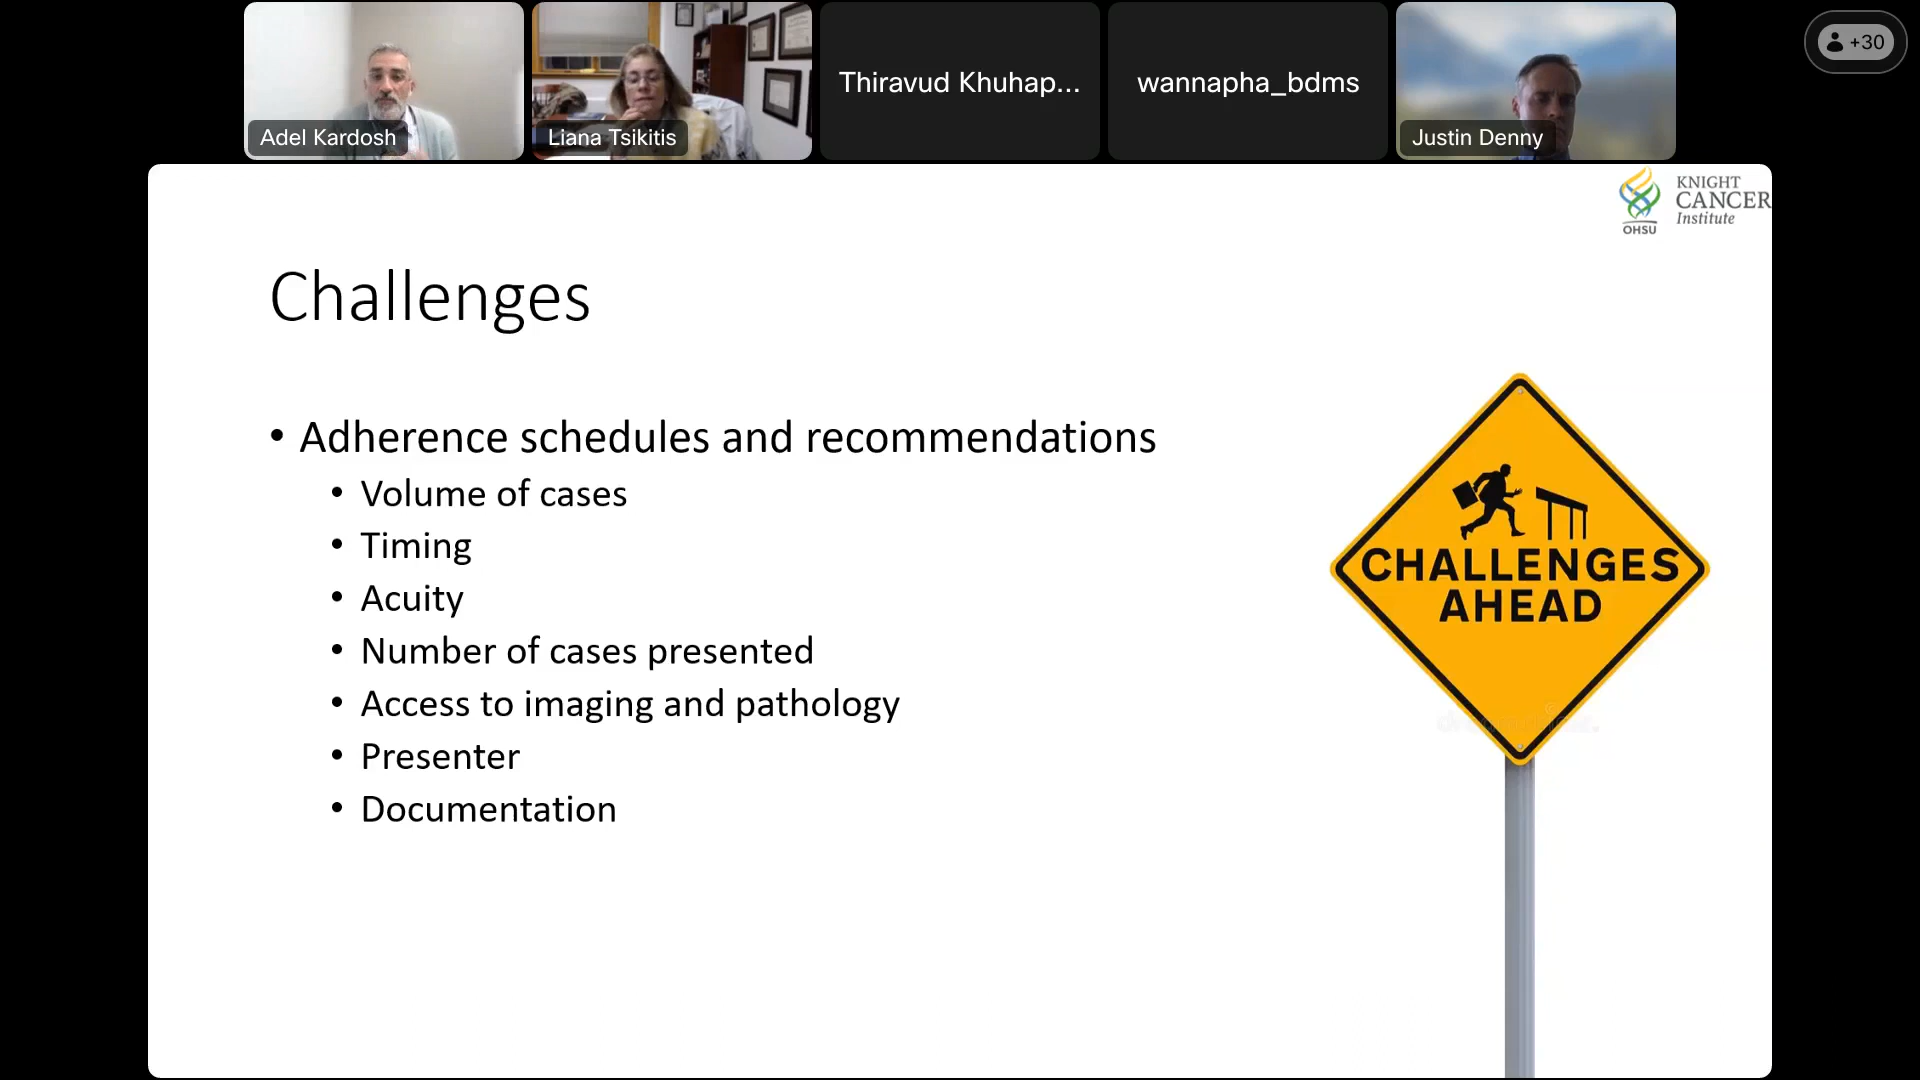 Adel Kardosh
Liana Tsikitis
Thiravud Khuhap...
wannapha_bdms
Justin Denny
+30
KNIGHT
CANCER
Institute
OHSU
Challenges
• Adherence schedules and recommendations
• Volume of cases
• Timing
• Acuity
• Number of cases presented
• Access to imaging and pathology
• Presenter
• Documentation
CHALLENGES
AHEAD